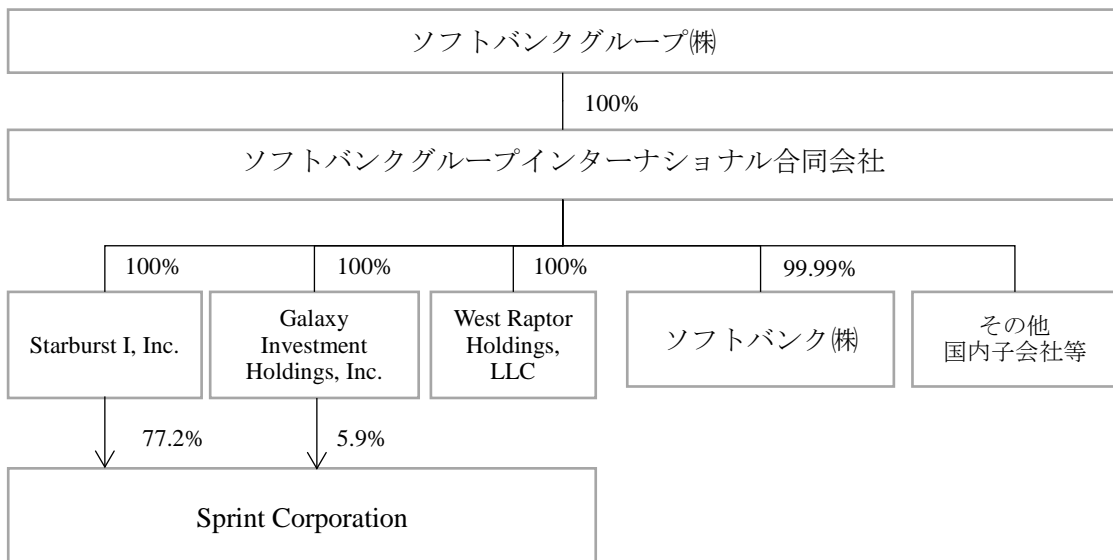 ソフトバンクグループ㈱
100%
ソフトバンクグループインターナショナル合同会社
100%
100%
100%
99.99%
Starburst I, Inc.
Galaxy
Investment
Holdings, Inc.
West Raptor
Holdings,
LLC
ソフトバンク㈱
その他
国内子会社等
77.2%
5.9%
Sprint Corporation